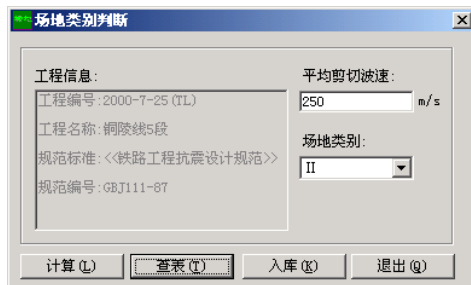 场地类别判断
工程信息:
工程编号:2000-7-25(TL)
工程名称:铜陵线5段
规范标准:<<铁路工程抗震设计规范>>
规范编号:GBJ111-87
平均剪切波速:
250 m/s
场地类别:
II
计算(L) 查表(T) 入库(K) 退出(Q)